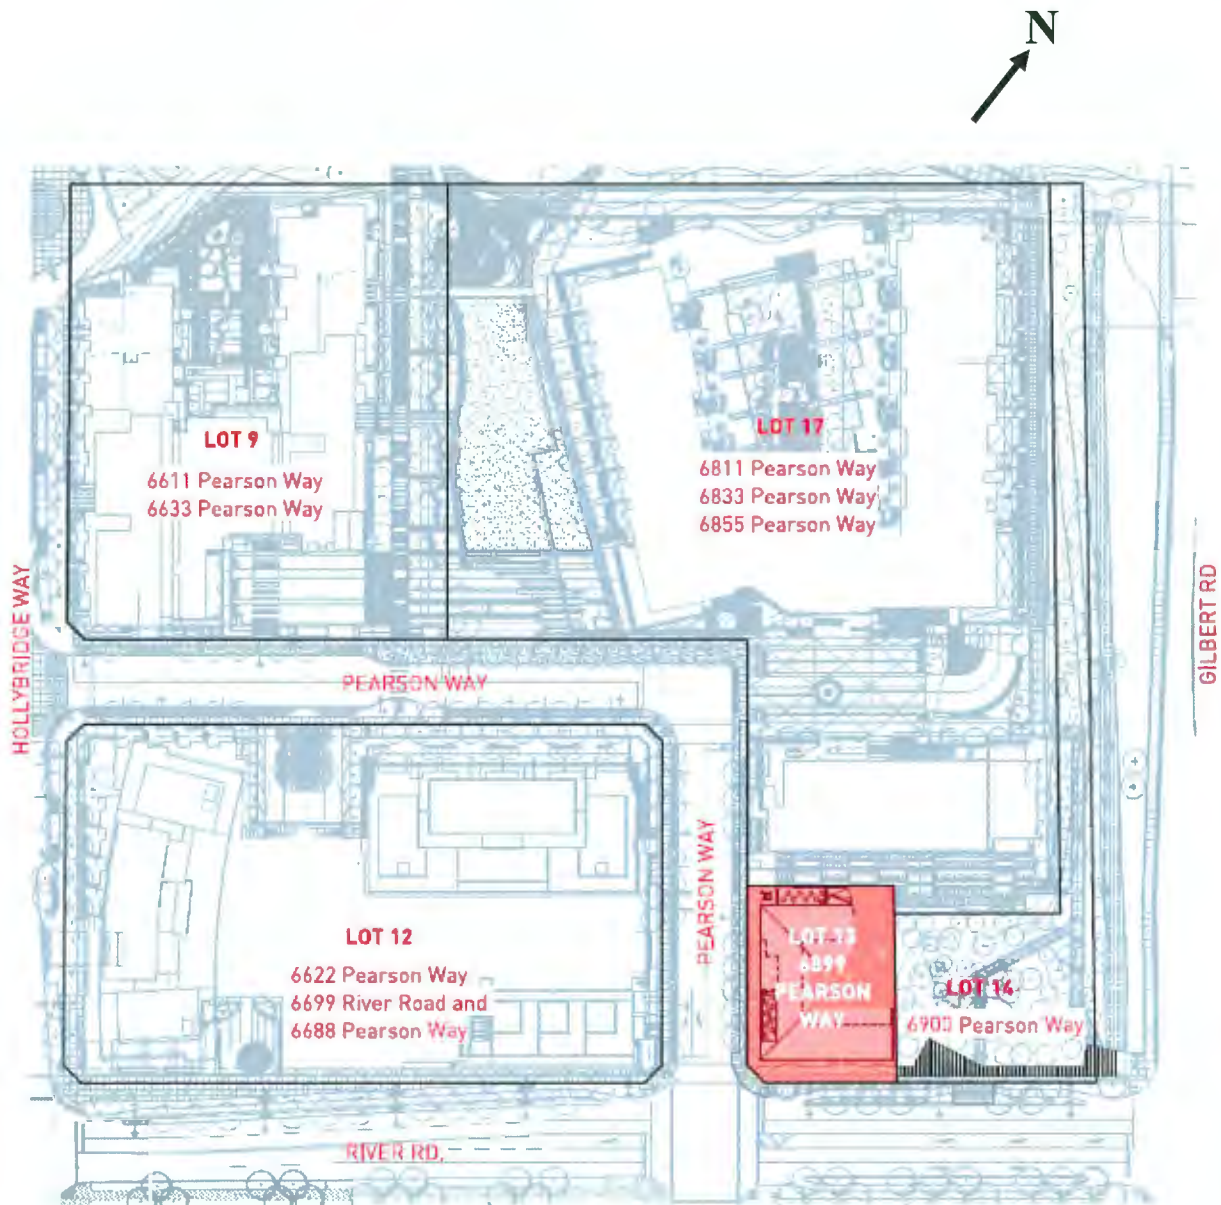 N
LOT 9
6611 Pearson Way
6633 Pearson Way
LOT 17
6811 Pearson Way
6833 Pearson Way
6855 Pearson Way
HOLLYBRIDGE WAY
GILBERT RD
PEARSON WAY
PEARSON WAY
LOT 12
6622 Pearson Way
6699 River Road and
6688 Pearson Way
LOT 13
6899
PEARSON
WAY
LOT 14
6900 Pearson Way
RIVER RD.